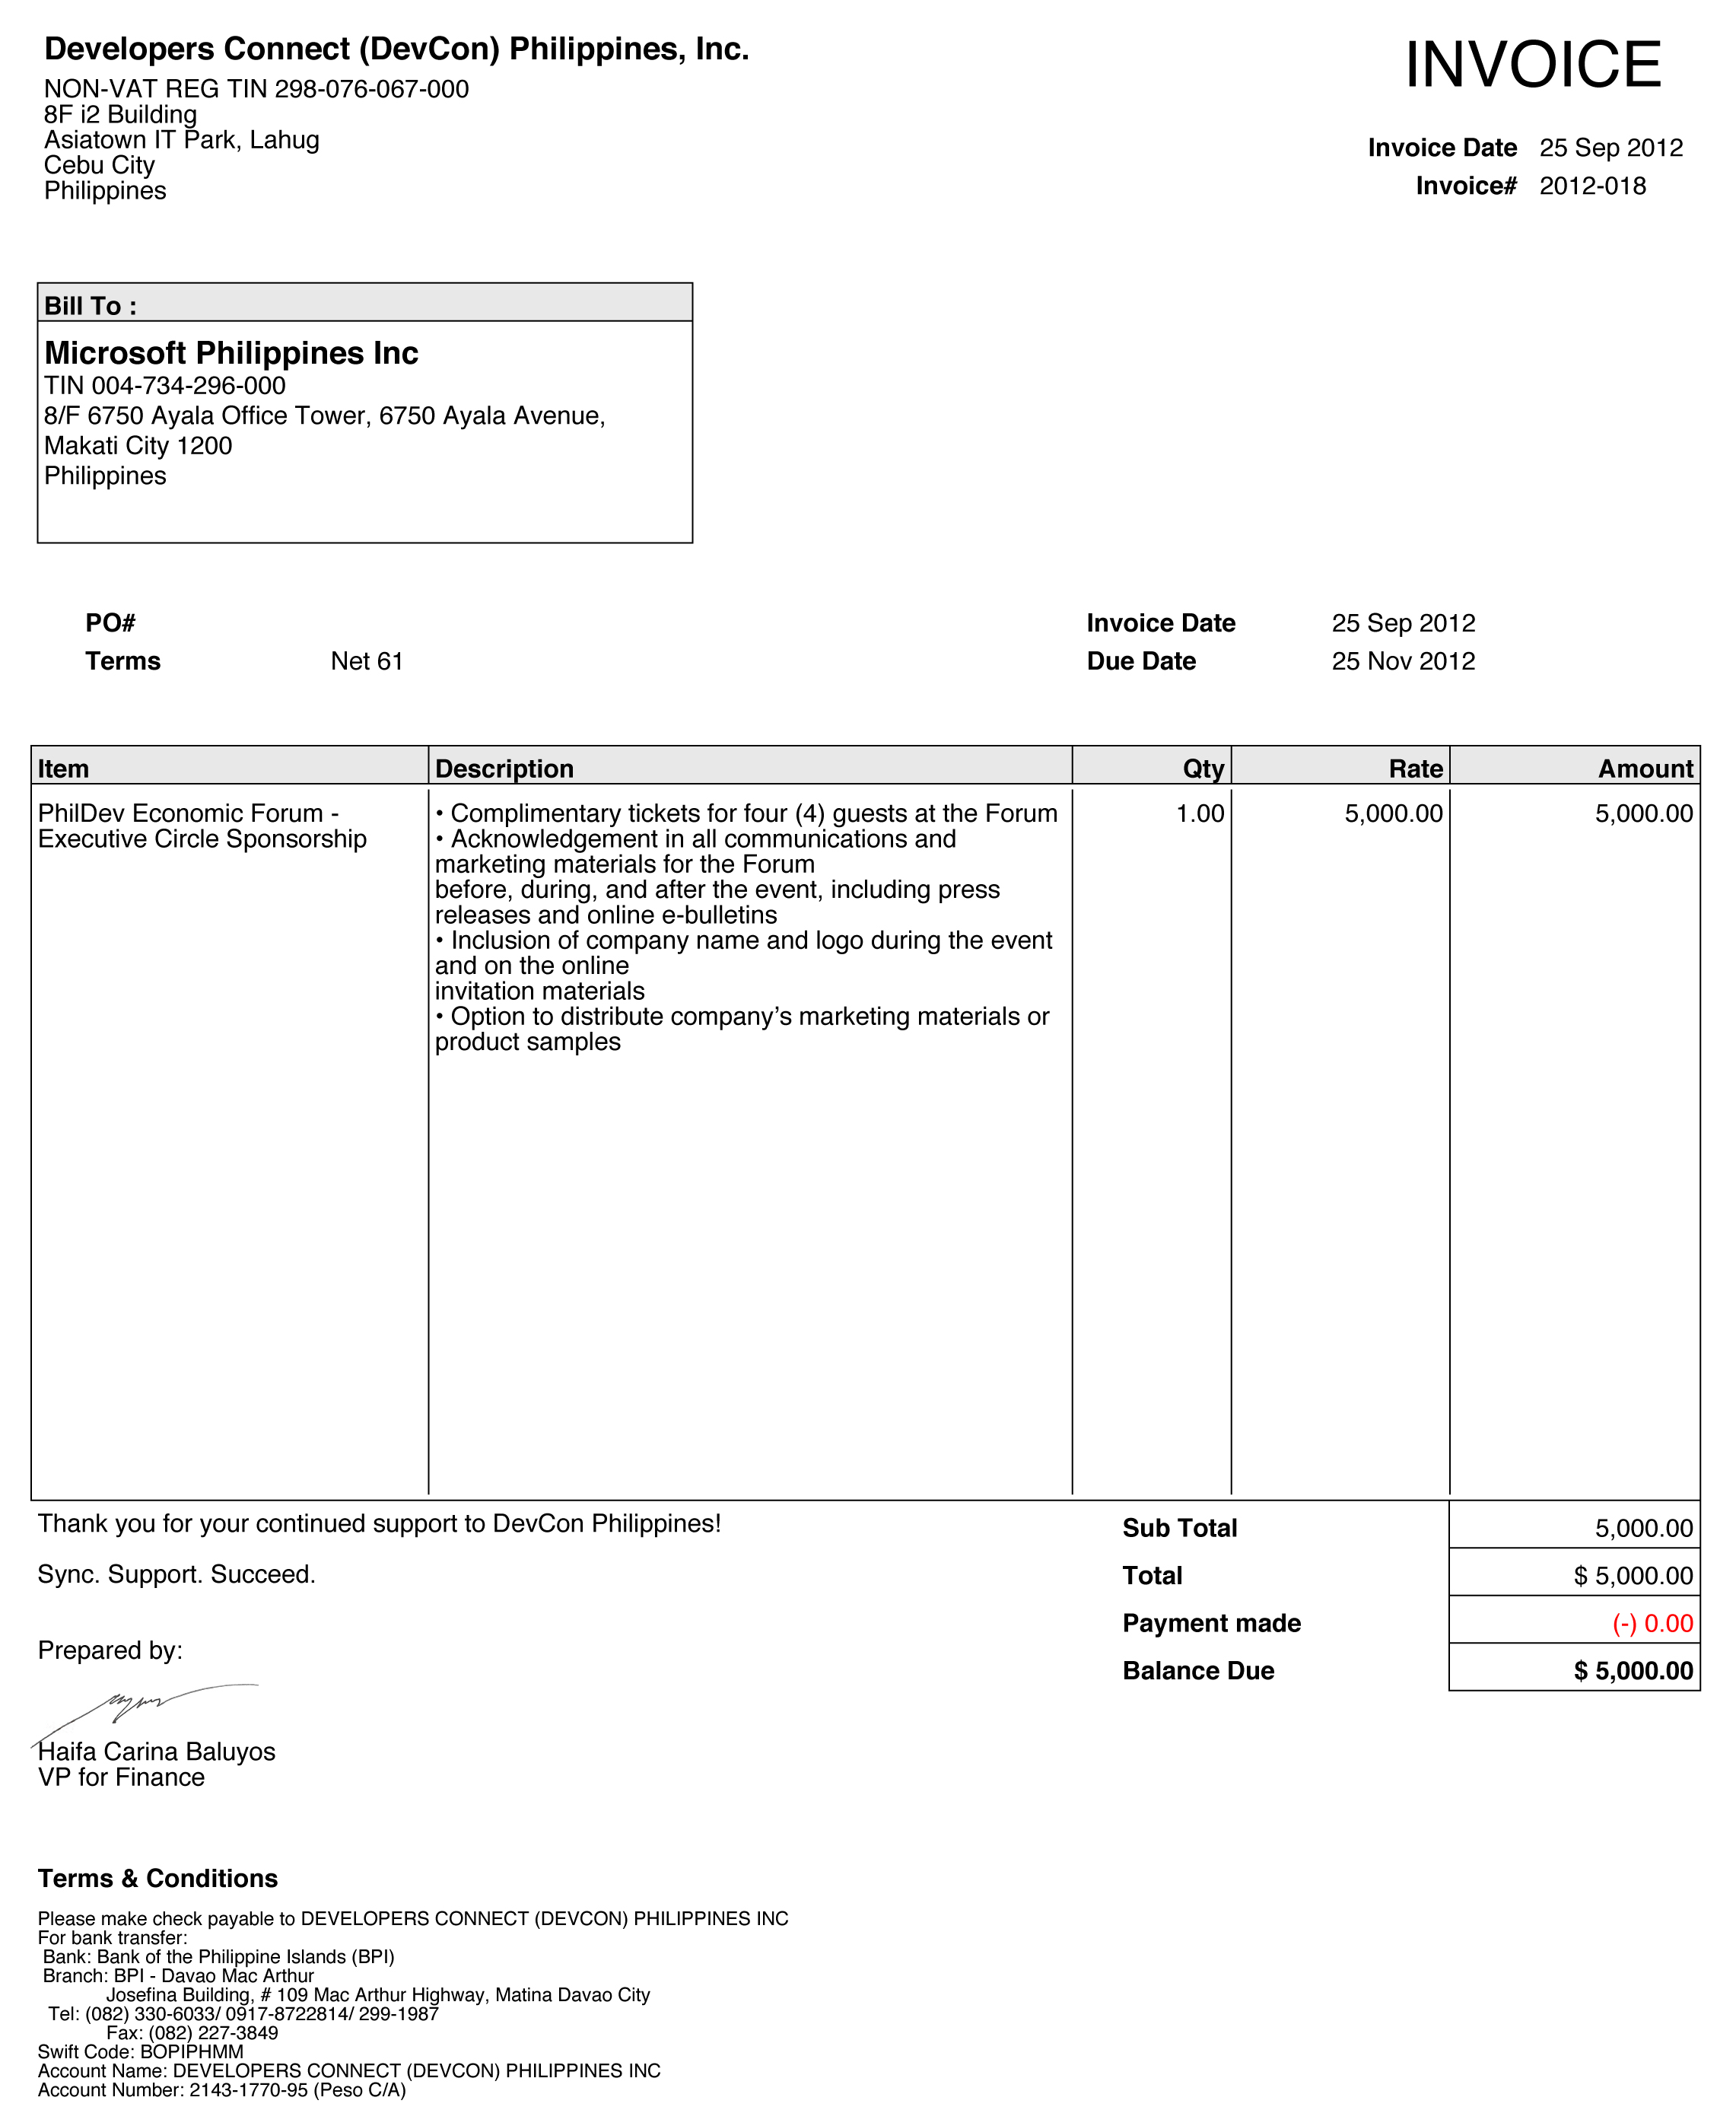 Developers Connect (DevCon) Philippines, Inc.
NON-VAT REG TIN 298-076-067-000
8F i2 Building
Asiatown IT Park, Lahug
Cebu City
Philippines
INVOICE
Invoice Date 25 Sep 2012
Invoice# 2012-018
Bill To :
Microsoft Philippines Inc
TIN 004-734-296-000
8/F 6750 Ayala Office Tower, 6750 Ayala Avenue,
Makati City 1200
Philippines
PO#
Terms Net 61
Invoice Date 25 Sep 2012
Due Date 25 Nov 2012
Item Description Qty Rate Amount
PhilDev Economic Forum -
Executive Circle Sponsorship
• Complimentary tickets for four (4) guests at the Forum
• Acknowledgement in all communications and
marketing materials for the Forum
before, during, and after the event, including press
releases and online e-bulletins
• Inclusion of company name and logo during the event
and on the online
invitation materials
• Option to distribute company’s marketing materials or
product samples
1.00 5,000.00 5,000.00
Thank you for your continued support to DevCon Philippines!
Sync. Support. Succeed.
Prepared by:
Haifa Carina Baluyos
VP for Finance
Sub Total 5,000.00
Total $ 5,000.00
Payment made (-) 0.00
Balance Due $ 5,000.00
Terms & Conditions
Please make check payable to DEVELOPERS CONNECT (DEVCON) PHILIPPINES INC
For bank transfer:
Bank: Bank of the Philippine Islands (BPI)
Branch: BPI - Davao Mac Arthur
Josefina Building, # 109 Mac Arthur Highway, Matina Davao City
Tel: (082) 330-6033/ 0917-8722814/ 299-1987
Fax: (082) 227-3849
Swift Code: BOPIPHMM
Account Name: DEVELOPERS CONNECT (DEVCON) PHILIPPINES INC
Account Number: 2143-1770-95 (Peso C/A)